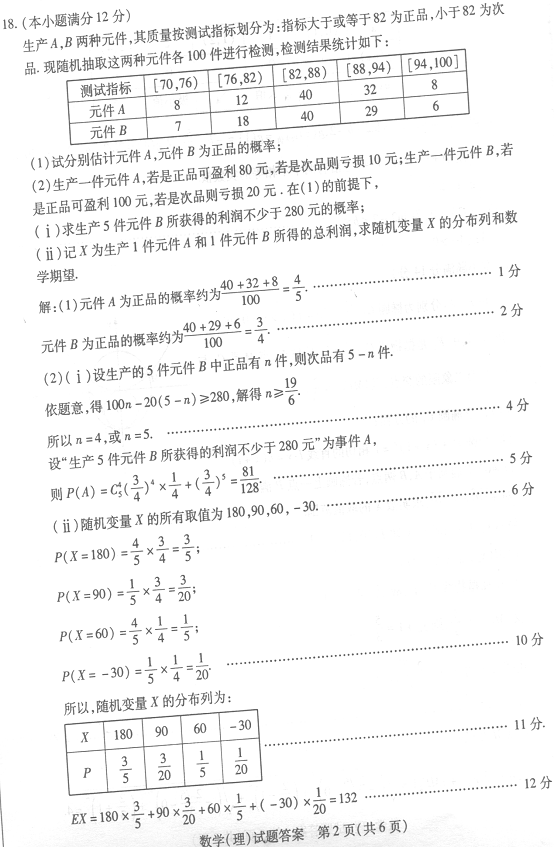 18.(本小题满分12分)
生产A,B两种元件,其质量按测试指标划分为:指标大于或等于82为正品,小于82为次
品.现随机抽取这两种元件各100件进行检测,检测结果统计如下:
测试指标 [70,76) [76,82) [82,88) [88,94) [94,100]
元件A 8 12 40 32 8
元件B 7 18 40 29 6
(1)试分别估计元件A,元件B为正品的概率;
(2)生产一件元件A,若是正品可盈利80元,若是次品则亏损10元;生产一件元件B,若
是正品可盈利100元,若是次品则亏损20元.在(1)的前提下,
(ⅰ)求生产5件元件B所获得的利润不少于280元的概率;
(ⅱ)记X为生产1件元件A和1件元件B所得的总利润,求随机变量X的分布列和数
学期望.
解:(1)元件A为正品的概率约为(40+32+8)/100=4/5. …… 1分
元件B为正品的概率约为(40+29+6)/100=3/4. …… 2分
(2)(ⅰ)设生产的5件元件B中正品有n件,则次品有5-n件.
依题意,得100n-20(5-n)≥280,解得n≥19/6.
所以n=4,或n=5. …… 4分
设“生产5件元件B所获得的利润不少于280元”为事件A,
则P(A)=C₅⁴(3/4)⁴×1/4+(3/4)⁵=81/128. …… 5分
(ⅱ)随机变量X的所有取值为180,90,60,-30. …… 6分
P(X=180)=4/5×3/4=3/5;
P(X=90)=1/5×3/4=3/20;
P(X=60)=4/5×1/4=1/5;
P(X=-30)=1/5×1/4=1/20. …… 10分
所以,随机变量X的分布列为:
X 180 90 60 -30
P 3/5 3/20 1/5 1/20 …… 11分.
EX=180×3/5+90×3/20+60×1/5+(-30)×1/20=132 …… 12分
数学(理)试题答案 第2页(共6页)